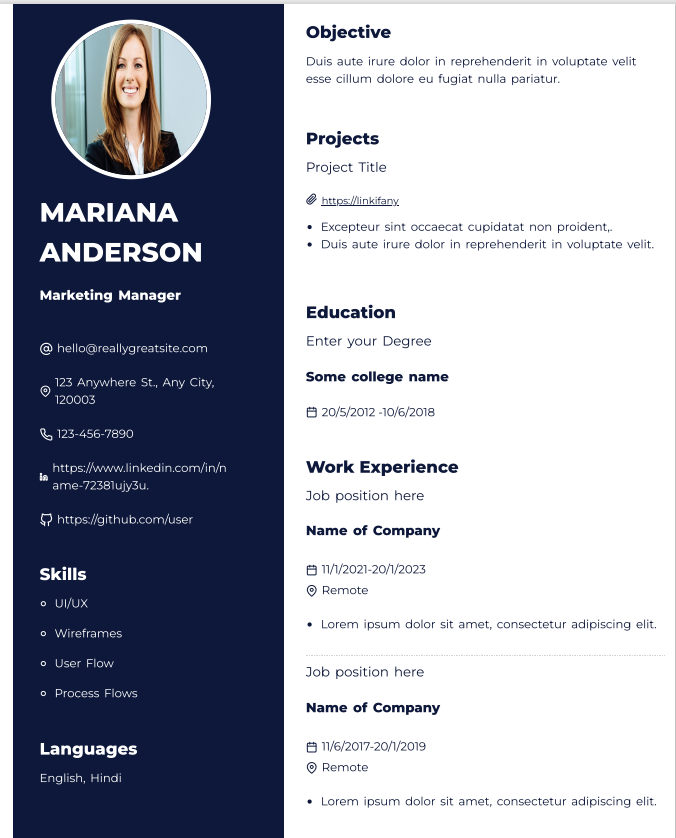 MARIANA
ANDERSON
Marketing Manager
hello@reallygreatsite.com
123 Anywhere St., Any City,
120003
123-456-7890
https://www.linkedin.com/in/n
ame-72381ujy3u.
https://github.com/user
Skills
UI/UX
Wireframes
User Flow
Process Flows
Languages
English, Hindi
Objective
Duis aute irure dolor in reprehenderit in voluptate velit
esse cillum dolore eu fugiat nulla pariatur.
Projects
Project Title
https://linkifany
• Excepteur sint occaecat cupidatat non proident,.
• Duis aute irure dolor in reprehenderit in voluptate velit.
Education
Enter your Degree
Some college name
20/5/2012 -10/6/2018
Work Experience
Job position here
Name of Company
11/1/2021-20/1/2023
Remote
• Lorem ipsum dolor sit amet, consectetur adipiscing elit.
Job position here
Name of Company
11/6/2017-20/1/2019
Remote
• Lorem ipsum dolor sit amet, consectetur adipiscing elit.